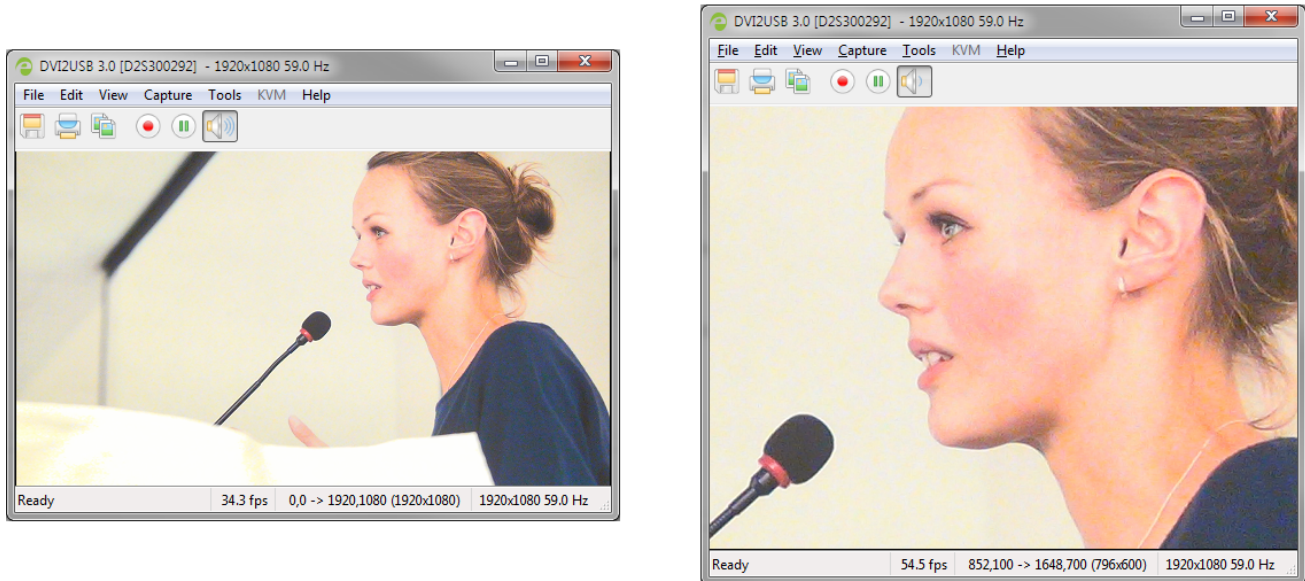 DVI2USB 3.0 [D2S300292] - 1920x1080 59.0 Hz
File Edit View Capture Tools KVM Help
Ready 34.3 fps 0,0 -> 1920,1080 (1920x1080) 1920x1080 59.0 Hz
DVI2USB 3.0 [D2S300292] - 1920x1080 59.0 Hz
File Edit View Capture Tools KVM Help
Ready 54.5 fps 852,100 -> 1648,700 (796x600) 1920x1080 59.0 Hz